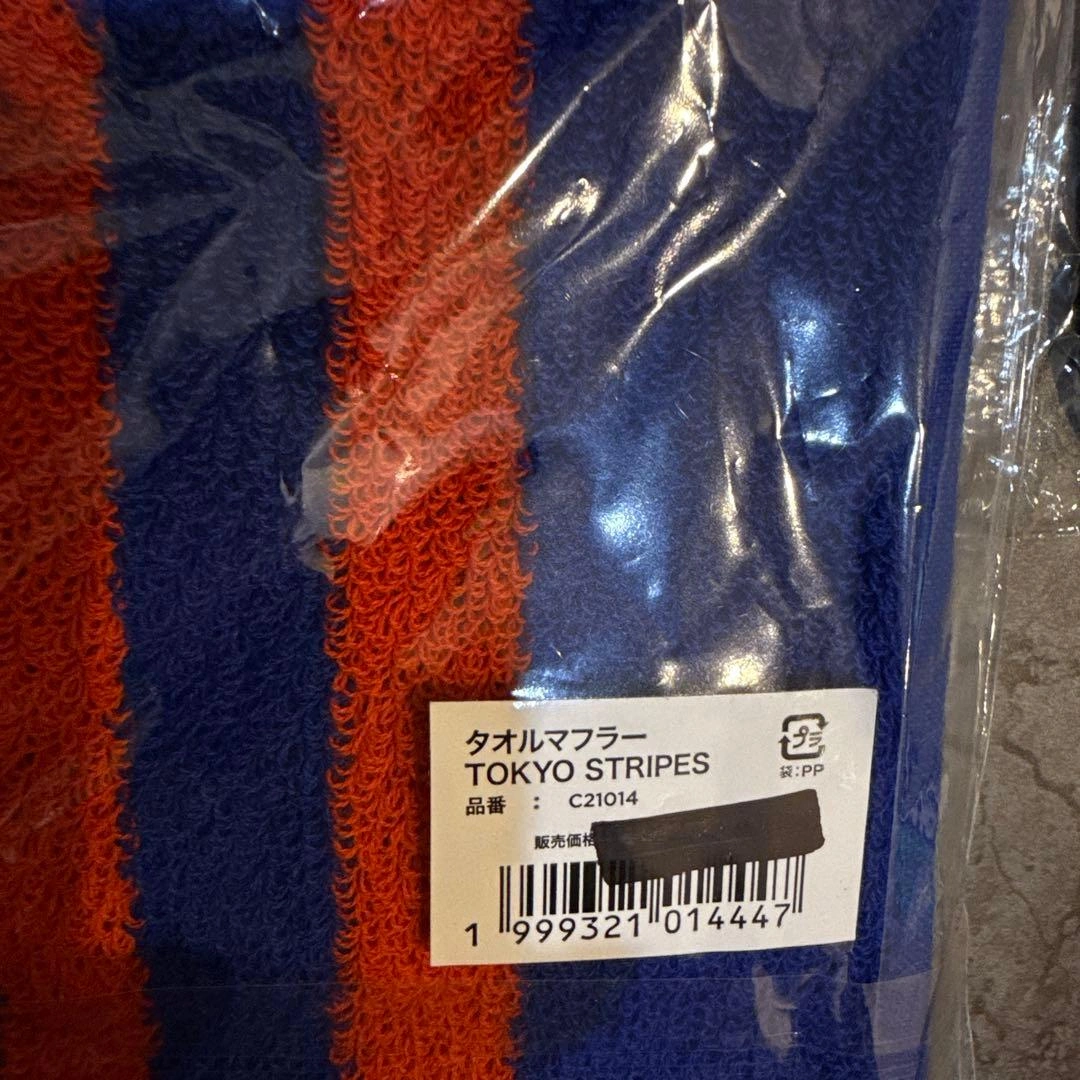 タオルマフラー
TOKYO STRIPES
プラ
袋:PP
品番 : C21014
販売価格
1 999321 014447